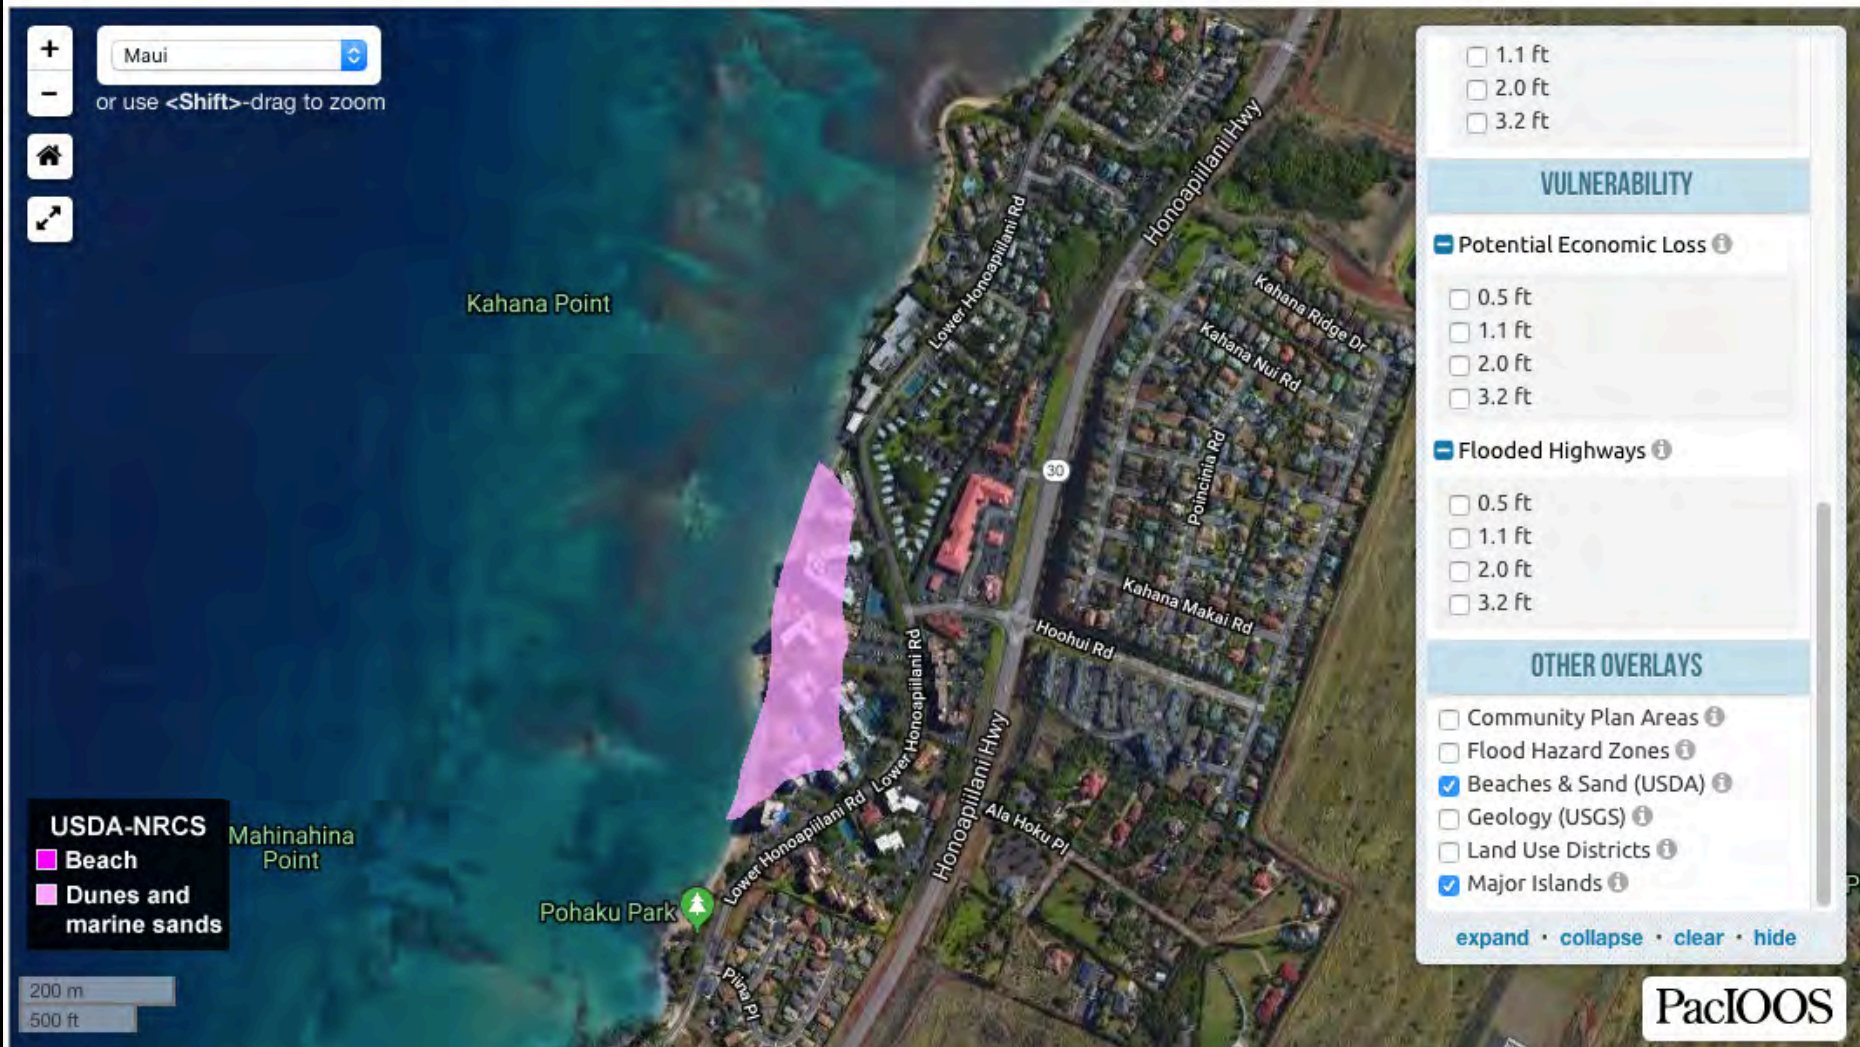 +
Maui
or use <Shift>-drag to zoom
−
Kahana Point
Honoapiilani Hwy
Lower Honoapiilani Rd
Kahana Ridge Dr
Kahana Nui Rd
Poincinia Rd
30
Kahana Makai Rd
Hoohui Rd
Lower Honoapiilani Rd
Lower Honoapiilani Rd
Honoapiilani Hwy
Ala Hoku Pl
Mahinahina
Point
Pohaku Park
Piina Pl
P
USDA-NRCS
Beach
Dunes and
marine sands
200 m
500 ft
1.1 ft
2.0 ft
3.2 ft
VULNERABILITY
Potential Economic Loss i
0.5 ft
1.1 ft
2.0 ft
3.2 ft
Flooded Highways i
0.5 ft
1.1 ft
2.0 ft
3.2 ft
OTHER OVERLAYS
Community Plan Areas i
Flood Hazard Zones i
Beaches & Sand (USDA) i
Geology (USGS) i
Land Use Districts i
Major Islands i
expand · collapse · clear · hide
PacIOOS